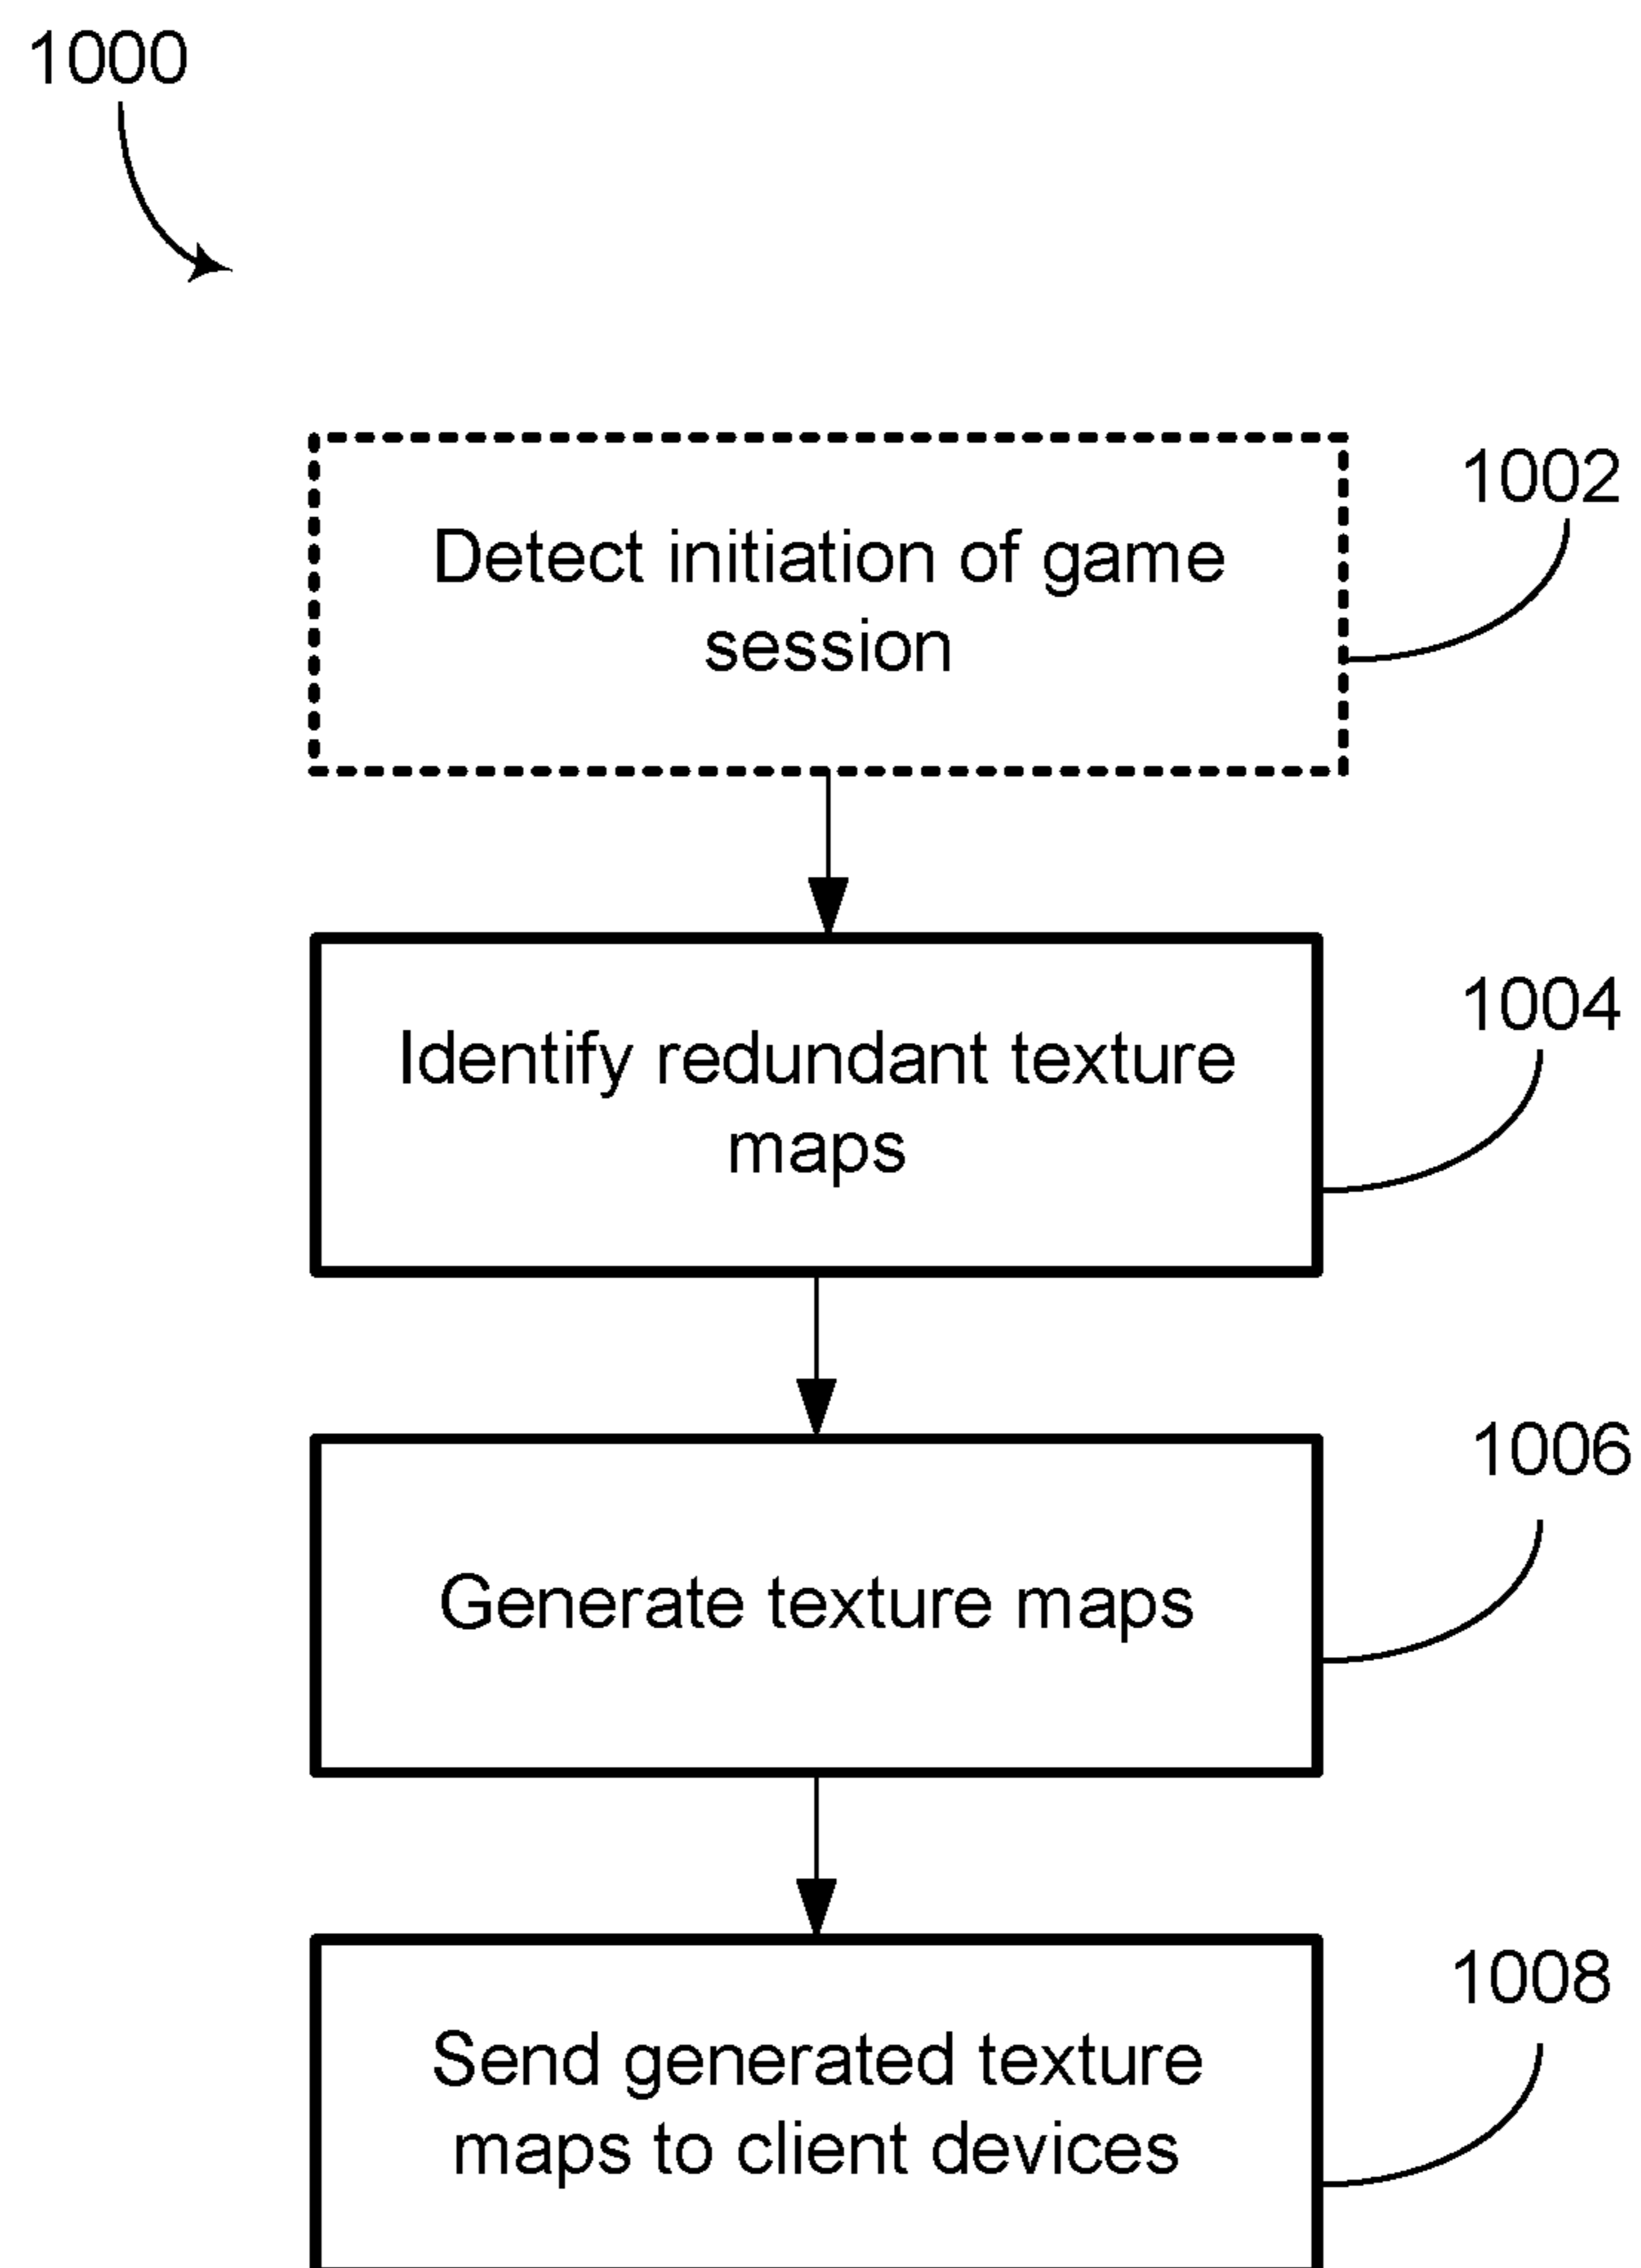 1000
Detect initiation of game
session
1002
Identify redundant texture
maps
1004
Generate texture maps
1006
Send generated texture
maps to client devices
1008